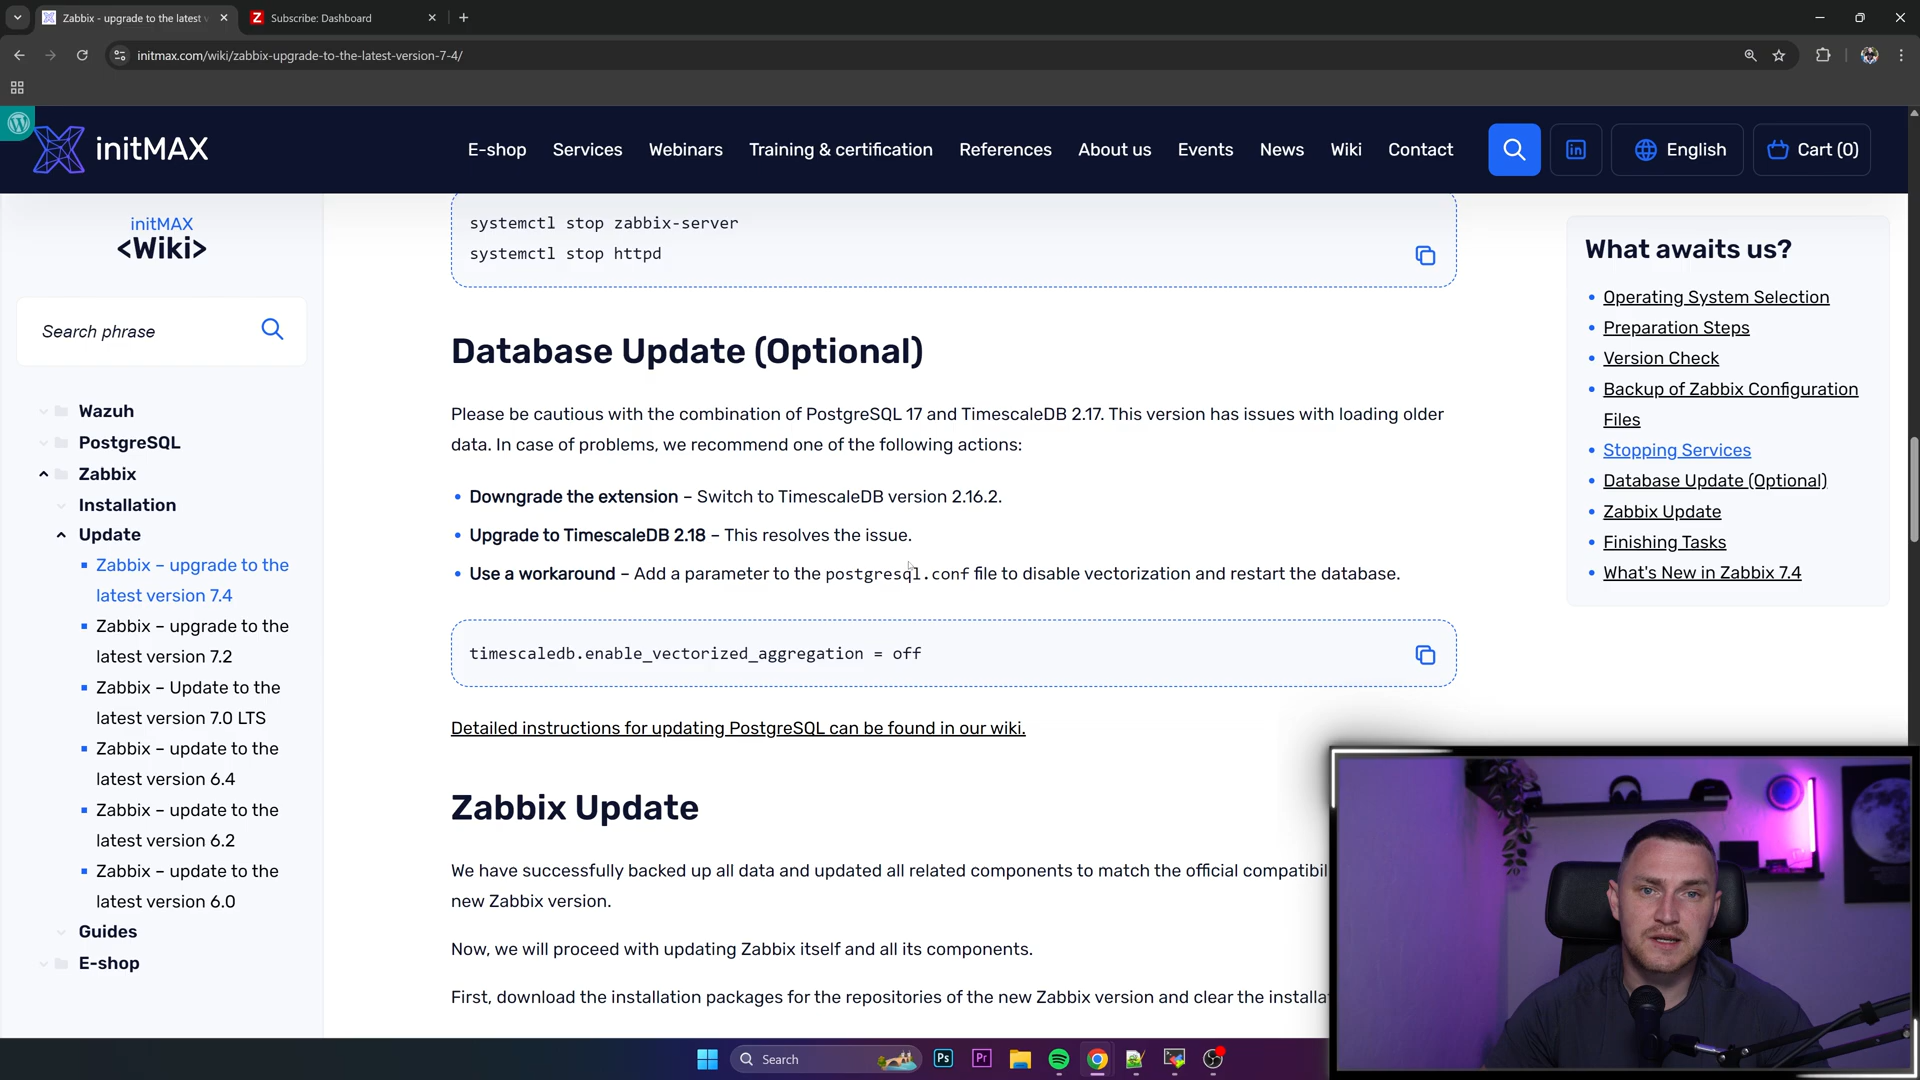 Zabbix - upgrade to the latest v
Subscribe: Dashboard
initmax.com/wiki/zabbix-upgrade-to-the-latest-version-7-4/
initMAX
E-shop
Services
Webinars
Training & certification
References
About us
Events
News
Wiki
Contact
English
Cart (0)
initMAX
<Wiki>
Search phrase
Wazuh
PostgreSQL
Zabbix
Installation
Update
Zabbix – upgrade to the
latest version 7.4
Zabbix – upgrade to the
latest version 7.2
Zabbix – Update to the
latest version 7.0 LTS
Zabbix – update to the
latest version 6.4
Zabbix – update to the
latest version 6.2
Zabbix – update to the
latest version 6.0
Guides
E-shop
systemctl stop zabbix-server
systemctl stop httpd
Database Update (Optional)
Please be cautious with the combination of PostgreSQL 17 and TimescaleDB 2.17. This version has issues with loading older
data. In case of problems, we recommend one of the following actions:
Downgrade the extension – Switch to TimescaleDB version 2.16.2.
Upgrade to TimescaleDB 2.18 – This resolves the issue.
Use a workaround – Add a parameter to the postgresql.conf file to disable vectorization and restart the database.
timescaledb.enable_vectorized_aggregation = off
Detailed instructions for updating PostgreSQL can be found in our wiki.
Zabbix Update
We have successfully backed up all data and updated all related components to match the official compatibil
new Zabbix version.
Now, we will proceed with updating Zabbix itself and all its components.
First, download the installation packages for the repositories of the new Zabbix version and clear the installa
What awaits us?
Operating System Selection
Preparation Steps
Version Check
Backup of Zabbix Configuration
Files
Stopping Services
Database Update (Optional)
Zabbix Update
Finishing Tasks
What's New in Zabbix 7.4
Search
Ps
Pr